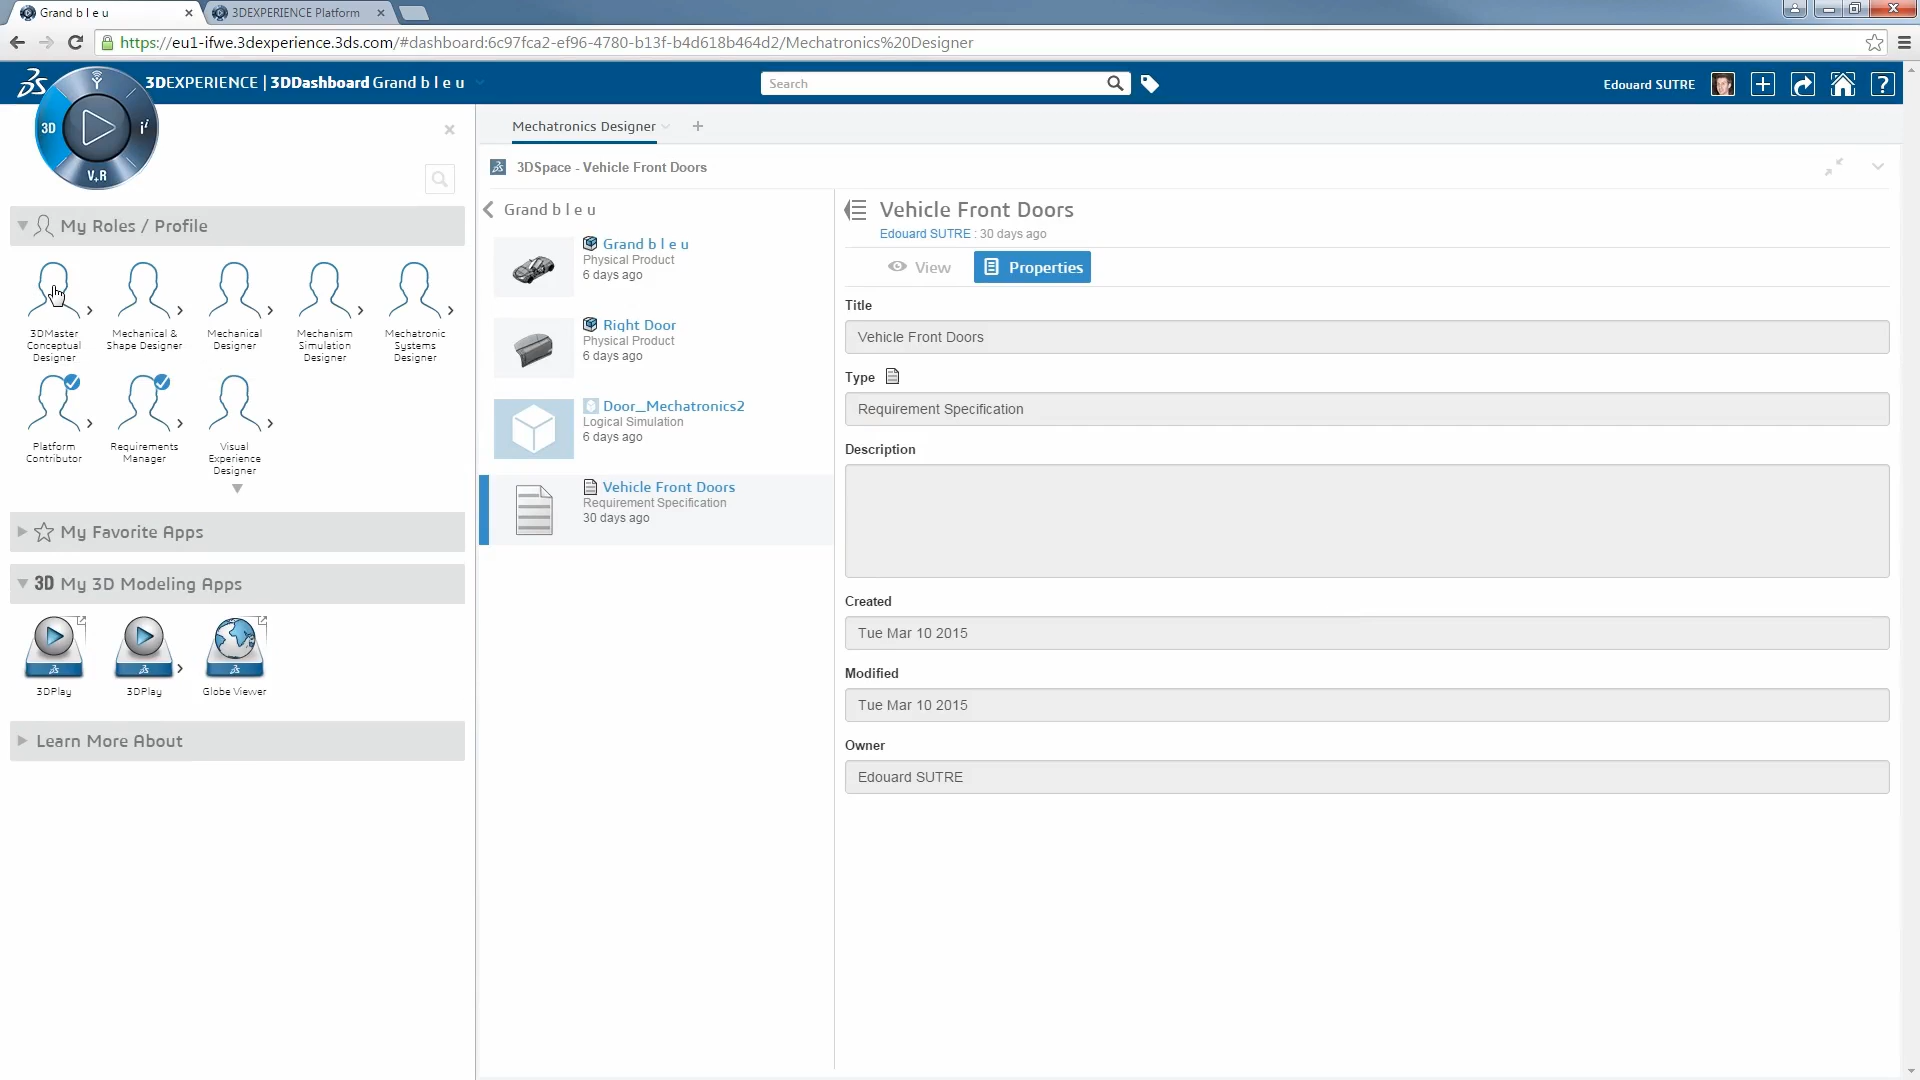 Grand b l e u
3DEXPERIENCE Platform
https://eu1-ifwe.3dexperience.3ds.com/#dashboard:6c97fca2-ef96-4780-b13f-b4d618b464d2/Mechatronics%20Designer
3DEXPERIENCE | 3DDashboard Grand b l e u
Search
Edouard SUTRE
?
3D
i
V+R
Mechatronics Designer
3DSpace - Vehicle Front Doors
My Roles / Profile
3DMaster
Conceptual
Designer
Mechanical &
Shape Designer
Mechanical
Designer
Mechanism
Simulation
Designer
Mechatronic
Systems
Designer
Platform
Contributor
Requirements
Manager
Visual
Experience
Designer
My Favorite Apps
3D My 3D Modeling Apps
3DPlay
3DPlay
Globe Viewer
Learn More About
Grand b l e u
Grand b l e u
Physical Product
6 days ago
Right Door
Physical Product
6 days ago
Door_Mechatronics2
Logical Simulation
6 days ago
Vehicle Front Doors
Requirement Specification
30 days ago
Vehicle Front Doors
Edouard SUTRE : 30 days ago
View
Properties
Title
Vehicle Front Doors
Type
Requirement Specification
Description
Created
Tue Mar 10 2015
Modified
Tue Mar 10 2015
Owner
Edouard SUTRE